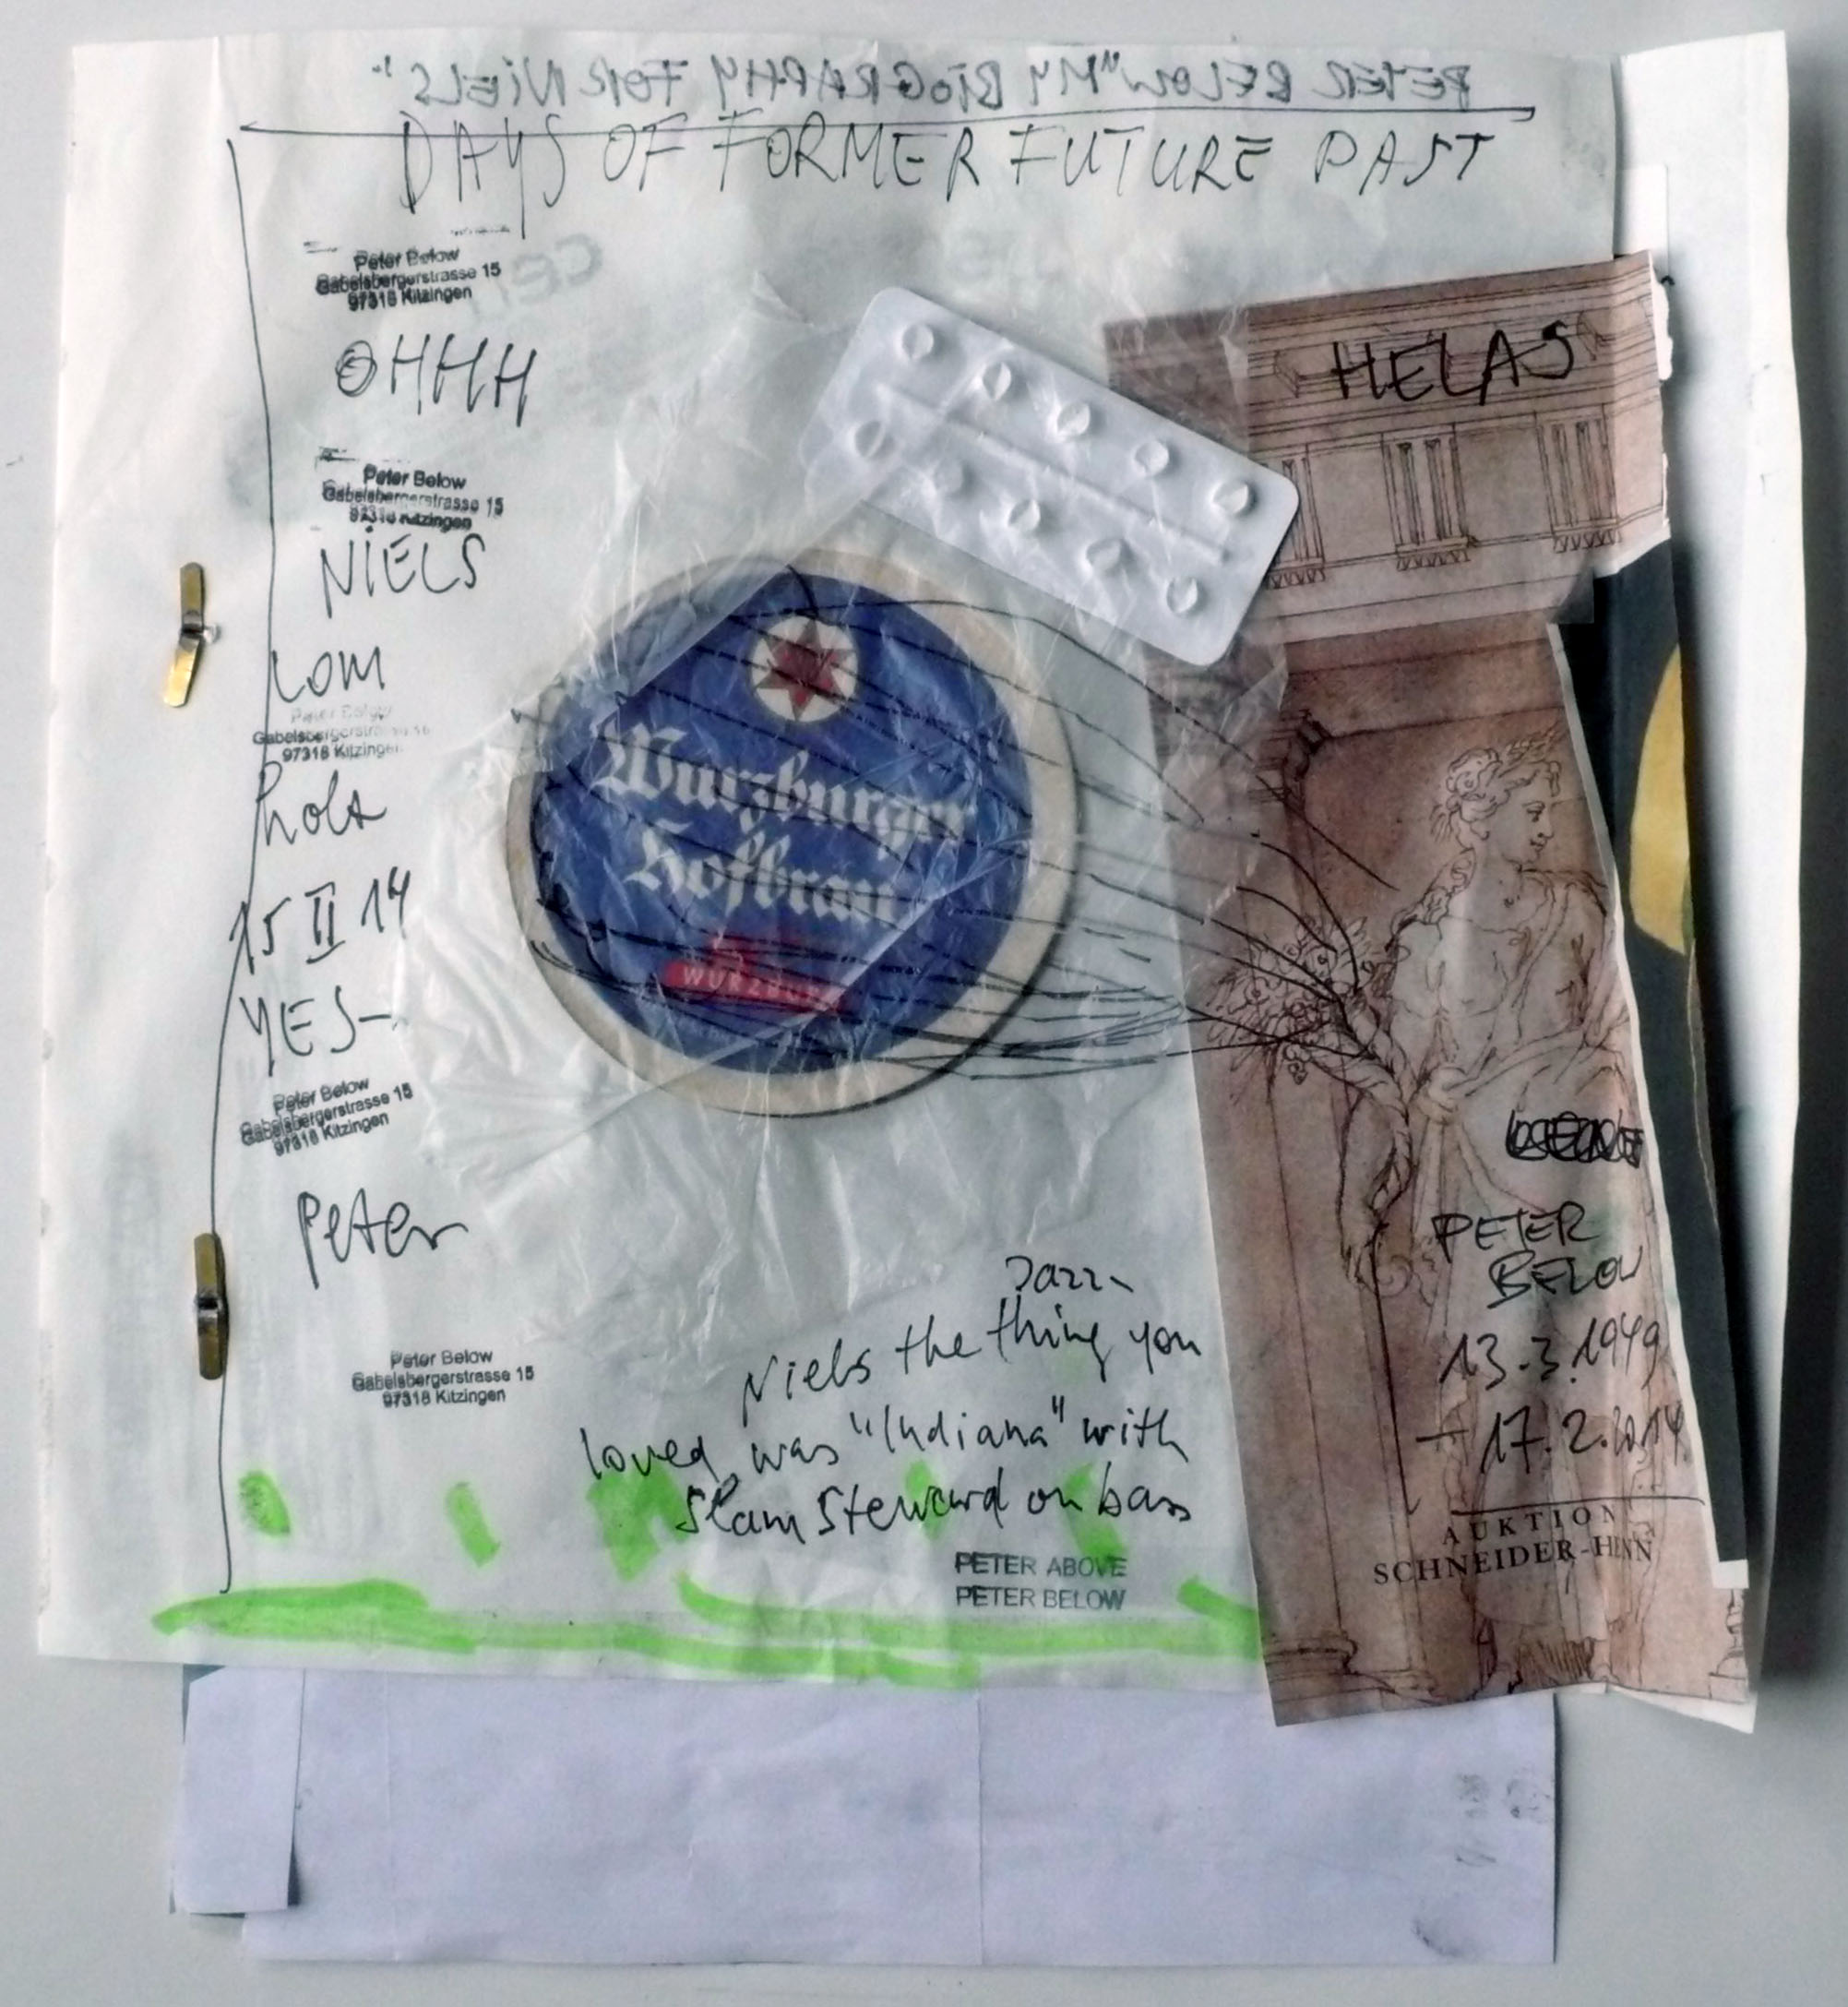 PETER BELOW "MY BIOGRAPHY FOR NIELS"
DAYS OF FORMER FUTURE PAST
Peter Below
Gabelsbergerstrasse 15
97318 Kitzingen
OHHH
Peter Below
Gabelsbergerstrasse 15
97318 Kitzingen
NIELS
LOM
Peter Below
Gabelsbergerstrasse 15
97318 Kitzingen
holt
15 II 14
YES-
Peter Below
Gabelsbergerstrasse 15
97318 Kitzingen
Peter
Peter Below
Gabelsbergerstrasse 15
97318 Kitzingen
Würzburger
Hofbräu
WÜRZBURG
Jazz
Niels the thing you
loved was "Indiana" with
Slam Steward on bass
PETER ABOVE
PETER BELOW
HELAS
PETER
BELOW
13.3.1949
- 17.2.2014
AUKTION
SCHNEIDER-HENN